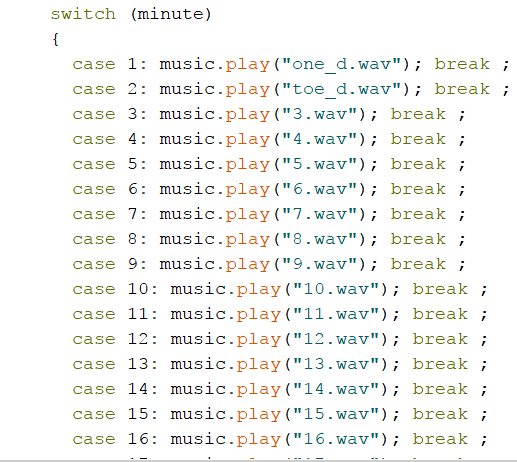 switch (minute)
{
case 1: music.play("one_d.wav"); break ;
case 2: music.play("toe_d.wav"); break ;
case 3: music.play("3.wav"); break ;
case 4: music.play("4.wav"); break ;
case 5: music.play("5.wav"); break ;
case 6: music.play("6.wav"); break ;
case 7: music.play("7.wav"); break ;
case 8: music.play("8.wav"); break ;
case 9: music.play("9.wav"); break ;
case 10: music.play("10.wav"); break ;
case 11: music.play("11.wav"); break ;
case 12: music.play("12.wav"); break ;
case 13: music.play("13.wav"); break ;
case 14: music.play("14.wav"); break ;
case 15: music.play("15.wav"); break ;
case 16: music.play("16.wav"); break ;